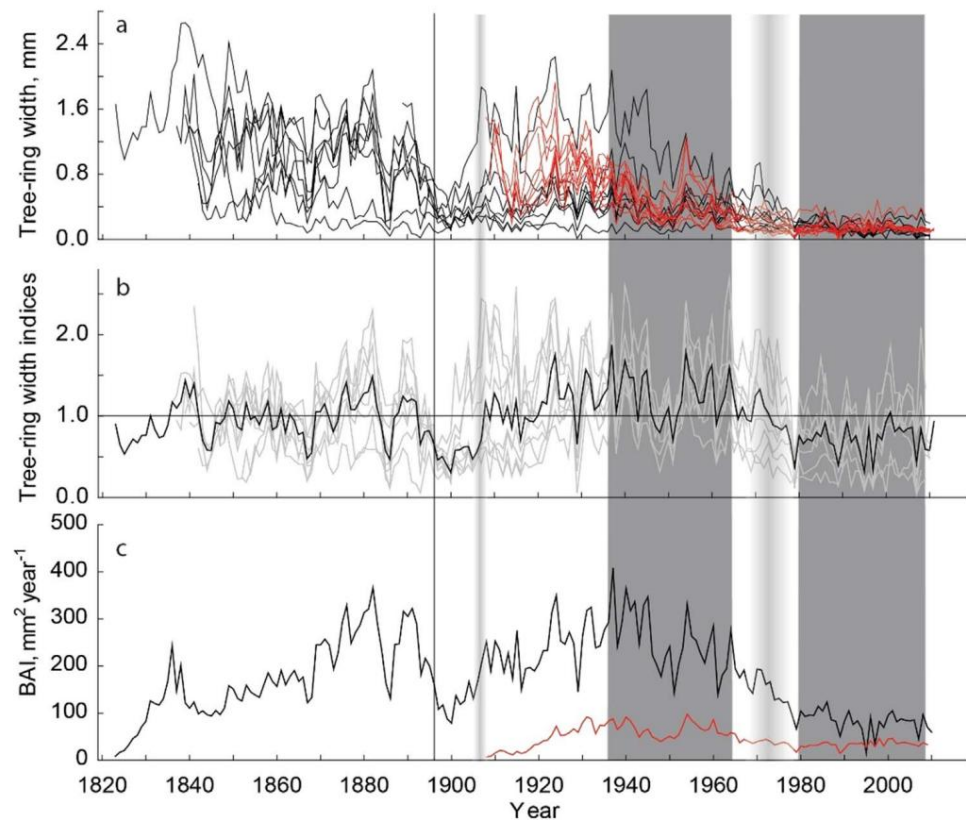 a
Tree-ring width, mm
2.4
1.6
0.8
0.0
b
Tree-ring width indices
2.0
1.0
0.0
c
BAI, mm² year⁻¹
500
400
300
200
100
0
1820 1840 1860 1880 1900 1920 1940 1960 1980 2000
Year